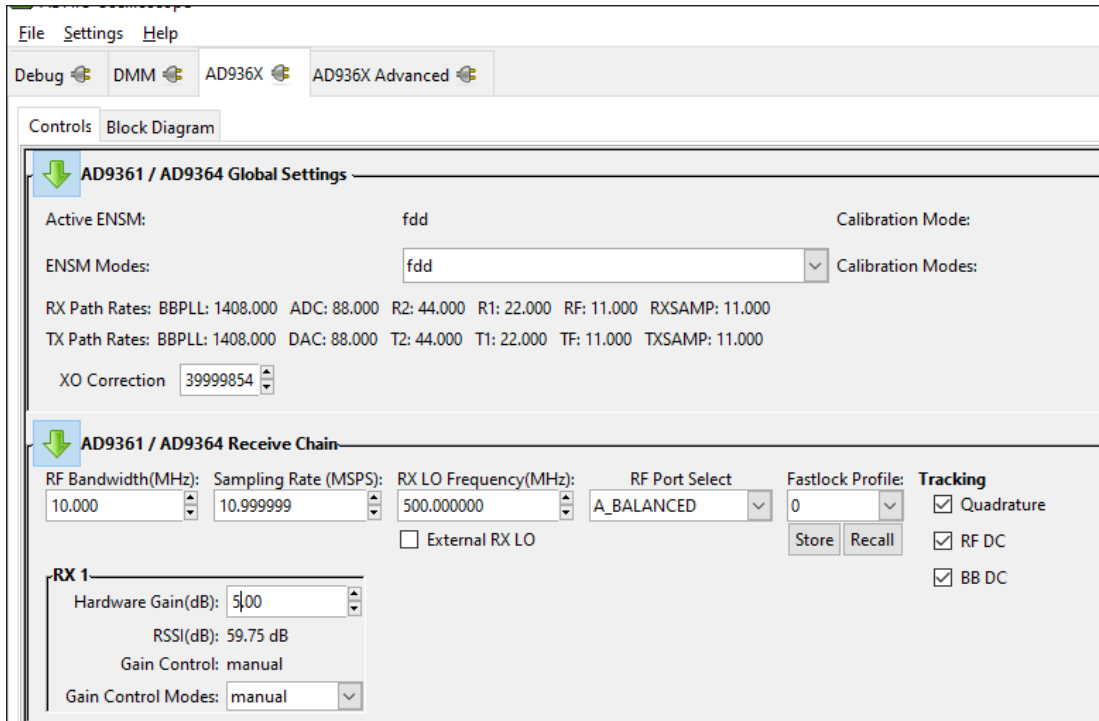 File Settings Help
Debug DMM AD936X AD936X Advanced
Controls Block Diagram
AD9361 / AD9364 Global Settings
Active ENSM: fdd Calibration Mode:
ENSM Modes: fdd Calibration Modes:
RX Path Rates: BBPLL: 1408.000 ADC: 88.000 R2: 44.000 R1: 22.000 RF: 11.000 RXSAMP: 11.000
TX Path Rates: BBPLL: 1408.000 DAC: 88.000 T2: 44.000 T1: 22.000 TF: 11.000 TXSAMP: 11.000
XO Correction 39999854
AD9361 / AD9364 Receive Chain
RF Bandwidth(MHz): Sampling Rate (MSPS): RX LO Frequency(MHz): RF Port Select Fastlock Profile: Tracking
10.000 10.999999 500.000000 A_BALANCED 0 Quadrature
External RX LO Store Recall RF DC
BB DC
RX 1
Hardware Gain(dB): 5.00
RSSI(dB): 59.75 dB
Gain Control: manual
Gain Control Modes: manual